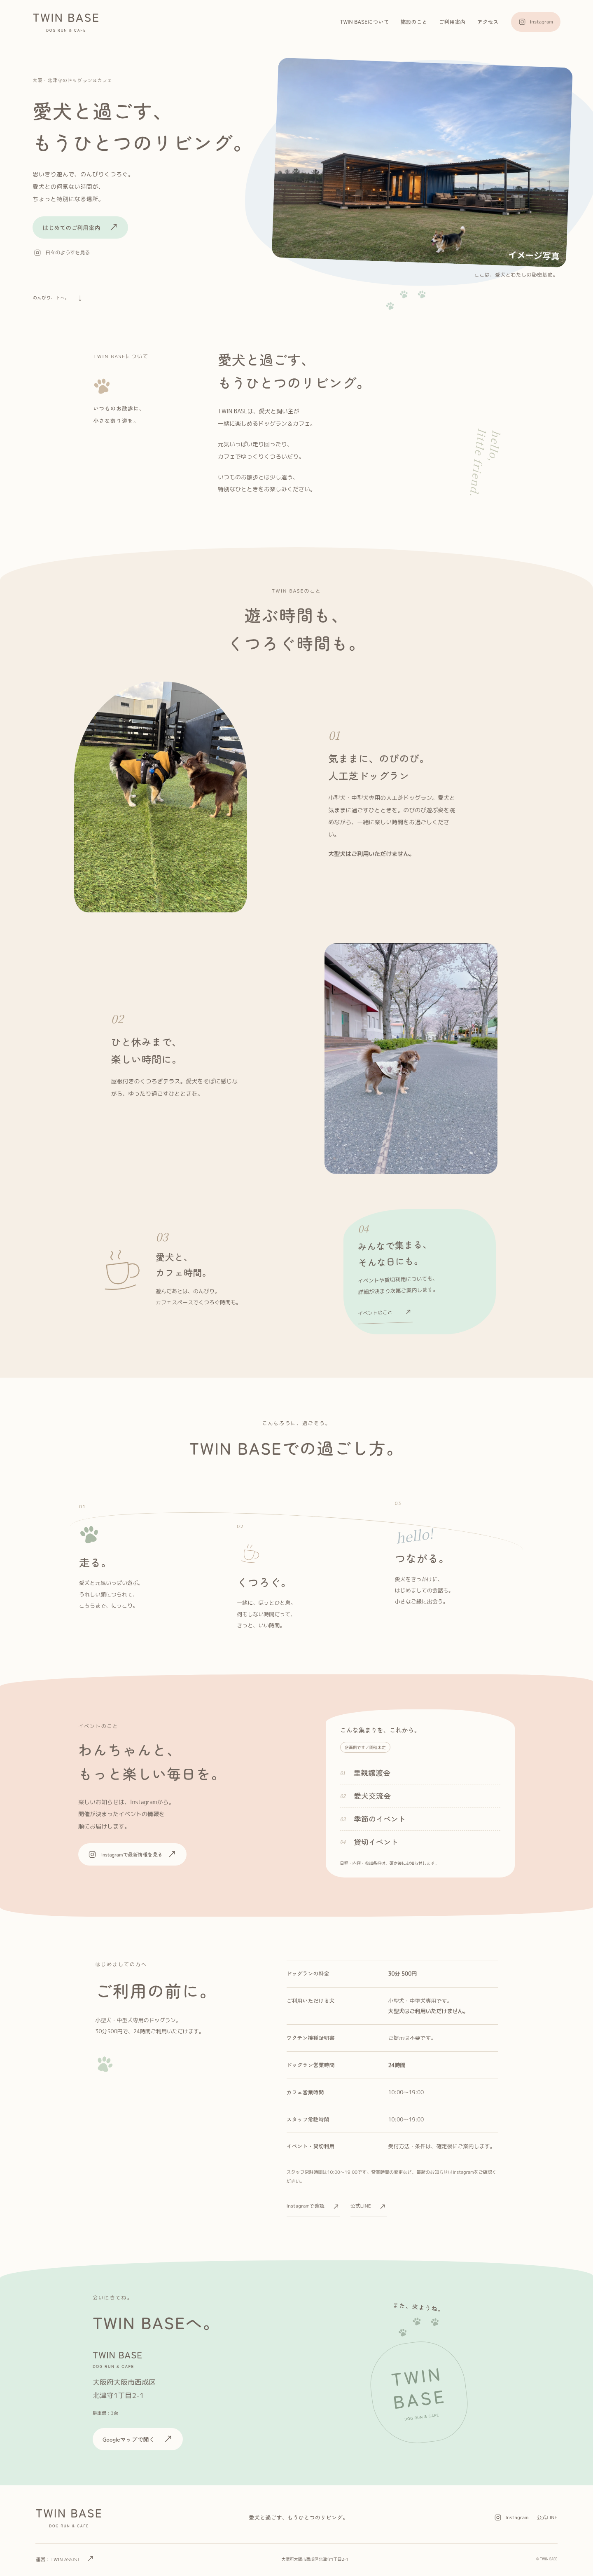 TWIN BASE
DOG RUN & CAFE
TWIN BASEについて
施設のこと
ご利用案内
アクセス
Instagram
大阪・北津守のドッグラン＆カフェ
愛犬と過ごす、
もうひとつのリビング。
思いきり遊んで、のんびりくつろぐ。
愛犬との何気ない時間が、
ちょっと特別になる場所。
はじめてのご利用案内
日々のようすを見る
のんびり、下へ。
イメージ写真
ここは、愛犬とわたしの秘密基地。
TWIN BASEについて
いつものお散歩に、
小さな寄り道を。
愛犬と過ごす、
もうひとつのリビング。
TWIN BASEは、愛犬と飼い主が
一緒に楽しめるドッグラン＆カフェ。
元気いっぱい走り回ったり、
カフェでゆっくりくつろいだり。
いつものお散歩とは少し違う、
特別なひとときをお楽しみください。
hello,
little friend.
TWIN BASEのこと
遊ぶ時間も、
くつろぐ時間も。
01
気ままに、のびのび。
人工芝ドッグラン
小型犬・中型犬専用の人工芝ドッグラン。愛犬と
気ままに過ごすひとときを。のびのび遊ぶ姿を眺
めながら、一緒に楽しい時間をお過ごしくださ
い。
大型犬はご利用いただけません。
02
ひと休みまで、
楽しい時間に。
屋根付きのくつろぎテラス。愛犬をそばに感じな
がら、ゆったり過ごすひとときを。
03
愛犬と、
カフェ時間。
遊んだあとは、のんびり。
カフェスペースでくつろぐ時間も。
04
みんなで集まる、
そんな日にも。
イベントや貸切利用についても、
詳細が決まり次第ご案内します。
イベントのこと
こんなふうに、過ごそう。
TWIN BASEでの過ごし方。
01
走る。
愛犬と元気いっぱい遊ぶ。
うれしい顔につられて、
こちらまで、にっこり。
02
くつろぐ。
一緒に、ほっとひと息。
何もしない時間だって、
きっと、いい時間。
03
hello!
つながる。
愛犬をきっかけに、
はじめましての会話も。
小さなご縁に出会う。
イベントのこと
わんちゃんと、
もっと楽しい毎日を。
楽しいお知らせは、Instagramから。
開催が決まったイベントの情報を
順にお届けします。
Instagramで最新情報を見る
こんな集まりを、これから。
企画例です / 開催未定
01
里親譲渡会
02
愛犬交流会
03
季節のイベント
04
貸切イベント
日程・内容・参加条件は、確定後にお知らせします。
はじめましての方へ
ご利用の前に。
小型犬・中型犬専用のドッグラン。
30分500円で、24時間ご利用いただけます。
ドッグランの料金
30分 500円
ご利用いただける犬
小型犬・中型犬専用です。
大型犬はご利用いただけません。
ワクチン接種証明書
ご提示は不要です。
ドッグラン営業時間
24時間
カフェ営業時間
10:00〜19:00
スタッフ常駐時間
10:00〜19:00
イベント・貸切利用
受付方法・条件は、確定後にご案内します。
スタッフ常駐時間は10:00〜19:00です。営業時間の変更など、最新のお知らせはInstagramをご確認く
ださい。
Instagramで確認
公式LINE
会いにきてね。
TWIN BASEへ。
TWIN BASE
DOG RUN & CAFE
大阪府大阪市西成区
北津守1丁目2-1
駐車場：3台
Googleマップで開く
また、来ようね。
TWIN
BASE
DOG RUN & CAFE
TWIN BASE
DOG RUN & CAFE
愛犬と過ごす、もうひとつのリビング。
Instagram
公式LINE
運営：TWIN ASSIST
大阪府大阪市西成区北津守1丁目2-1
© TWIN BASE